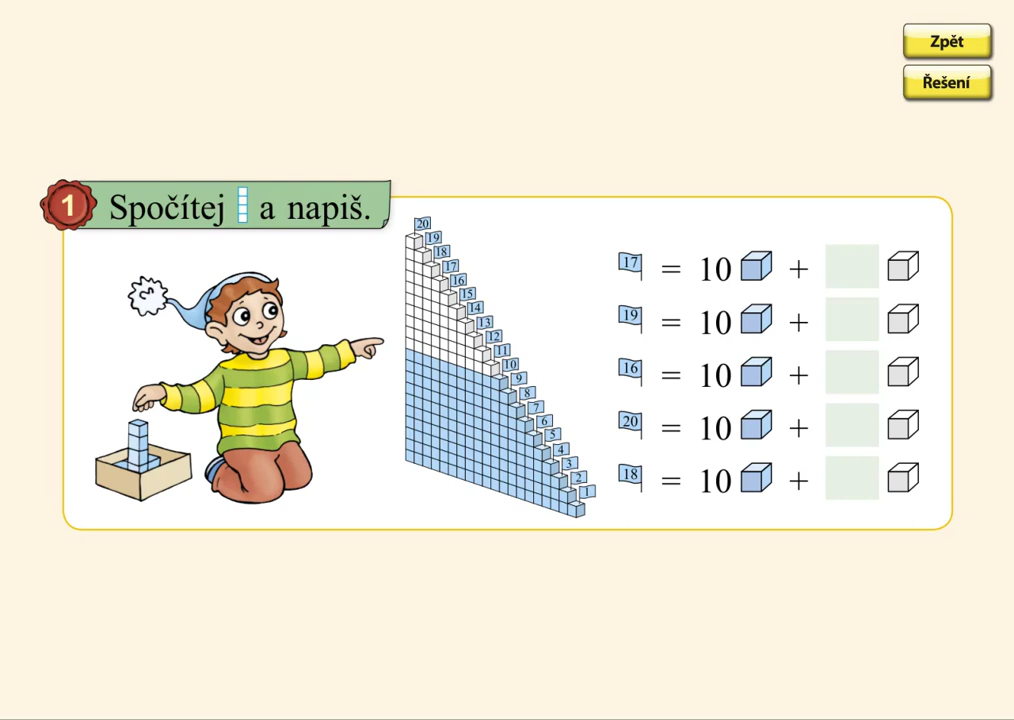 Zpět
Řešení
1 Spočítej a napiš.
20
19
18
17
16
15
14
13
12
11
10
9
8
7
6
5
4
3
2
1
17 = 10 +
19 = 10 +
16 = 10 +
20 = 10 +
18 = 10 +